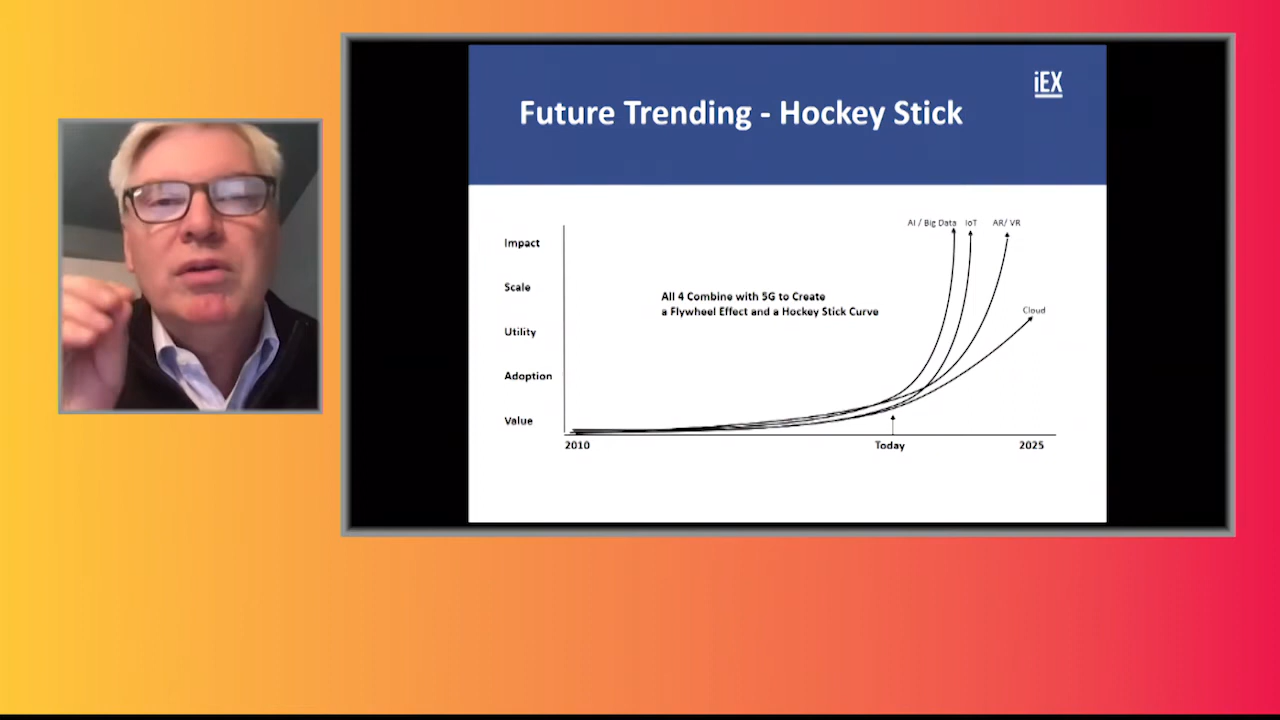 iEX
Future Trending - Hockey Stick
AI / Big Data IoT AR/ VR
Impact
Scale
All 4 Combine with 5G to Create
a Flywheel Effect and a Hockey Stick Curve
Cloud
Utility
Adoption
Value
2010 Today 2025